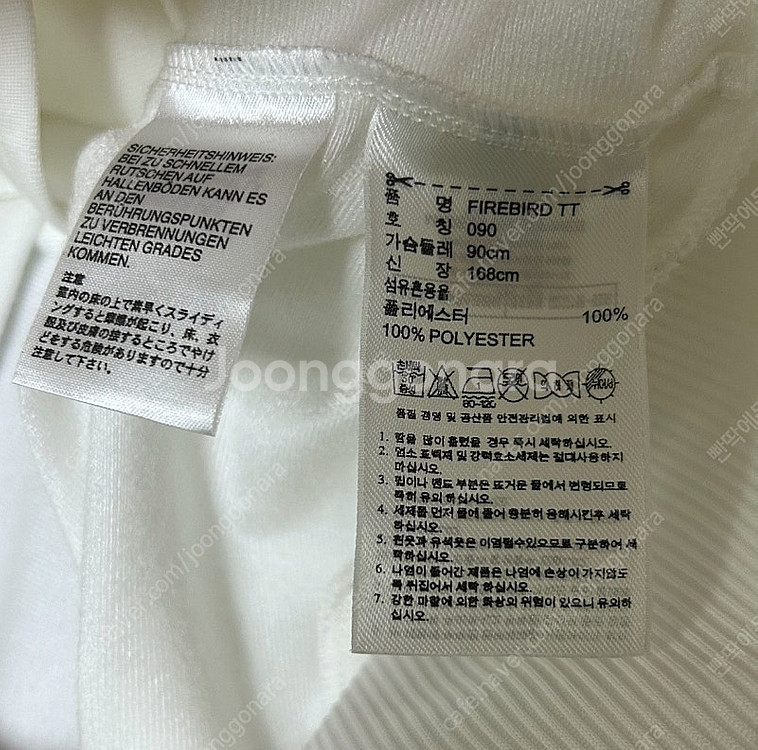 SICHERHEITSHINWEIS:
BEI ZU SCHNELLEM
RUTSCHEN AUF
HALLENBÖDEN KANN ES
AN DEN
BERÜHRUNGSPUNKTEN
ZU VERBRENNUNGEN
LEICHTEN GRADES
KOMMEN.
注意
室内の床の上で素早くスライディ
ングすると摩擦が起こり、床、衣
服及び皮膚の接するところでやけ
どをする危険がありますので十分
注意して下さい。
품 명 FIREBIRD TT
호 칭 090
가슴둘레 90cm
신 장 168cm
섬유혼용율
폴리에스터 100%
100% POLYESTER
손세탁
80~120
품질 경영 및 공산품 안전관리법에 의한 표시
1. 땀을 많이 흘렸을 경우 즉시 세탁하십시오.
2. 염소 표백제 및 강력효소세제는 절대사용하지
마십시오.
3. 립이나 밴드 부분은 뜨거운 물에서 변형되므로
특히 유의 하십시오.
4. 세제를 먼저 물에 풀어 충분히 용해시킨후 세탁
하십시오.
5. 흰옷과 유색옷은 이염될수있으므로 구분하여 세
탁하십시오.
6. 나염이 들어간 제품은 나염에 손상이 가지않도
록 뒤집어서 세탁 하십시오.
7. 강한 마찰에 의한 화상의 위험이 있으니 유의하
십시오.
Joonggonara
cafe.naver.com/joonggonara